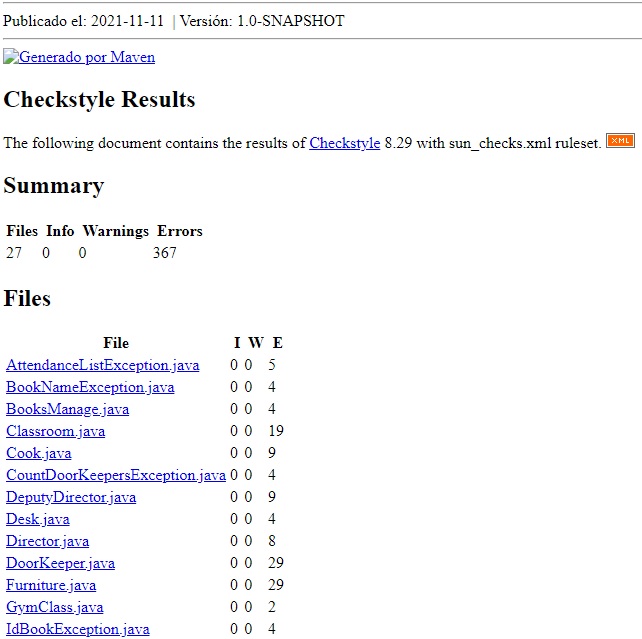 Publicado el: 2021-11-11 | Versión: 1.0-SNAPSHOT
Generado por Maven
Checkstyle Results
The following document contains the results of Checkstyle 8.29 with sun_checks.xml ruleset. XML
Summary
Files Info Warnings Errors
27 0 0 367
Files
File I W E
AttendanceListException.java 0 0 5
BookNameException.java 0 0 4
BooksManage.java 0 0 4
Classroom.java 0 0 19
Cook.java 0 0 9
CountDoorKeepersException.java 0 0 4
DeputyDirector.java 0 0 9
Desk.java 0 0 4
Director.java 0 0 8
DoorKeeper.java 0 0 29
Furniture.java 0 0 29
GymClass.java 0 0 2
IdBookException.java 0 0 4